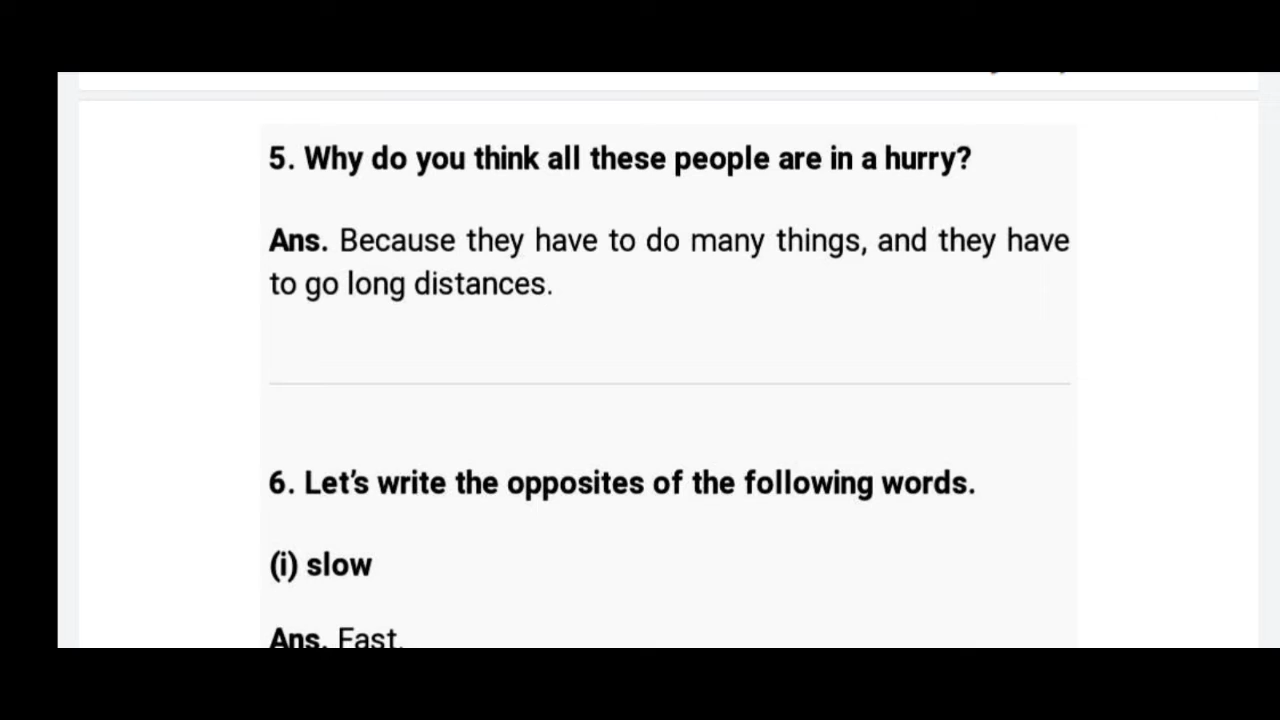 5. Why do you think all these people are in a hurry?
Ans. Because they have to do many things, and they have
to go long distances.
6. Let's write the opposites of the following words.
(i) slow
Ans. Fast.